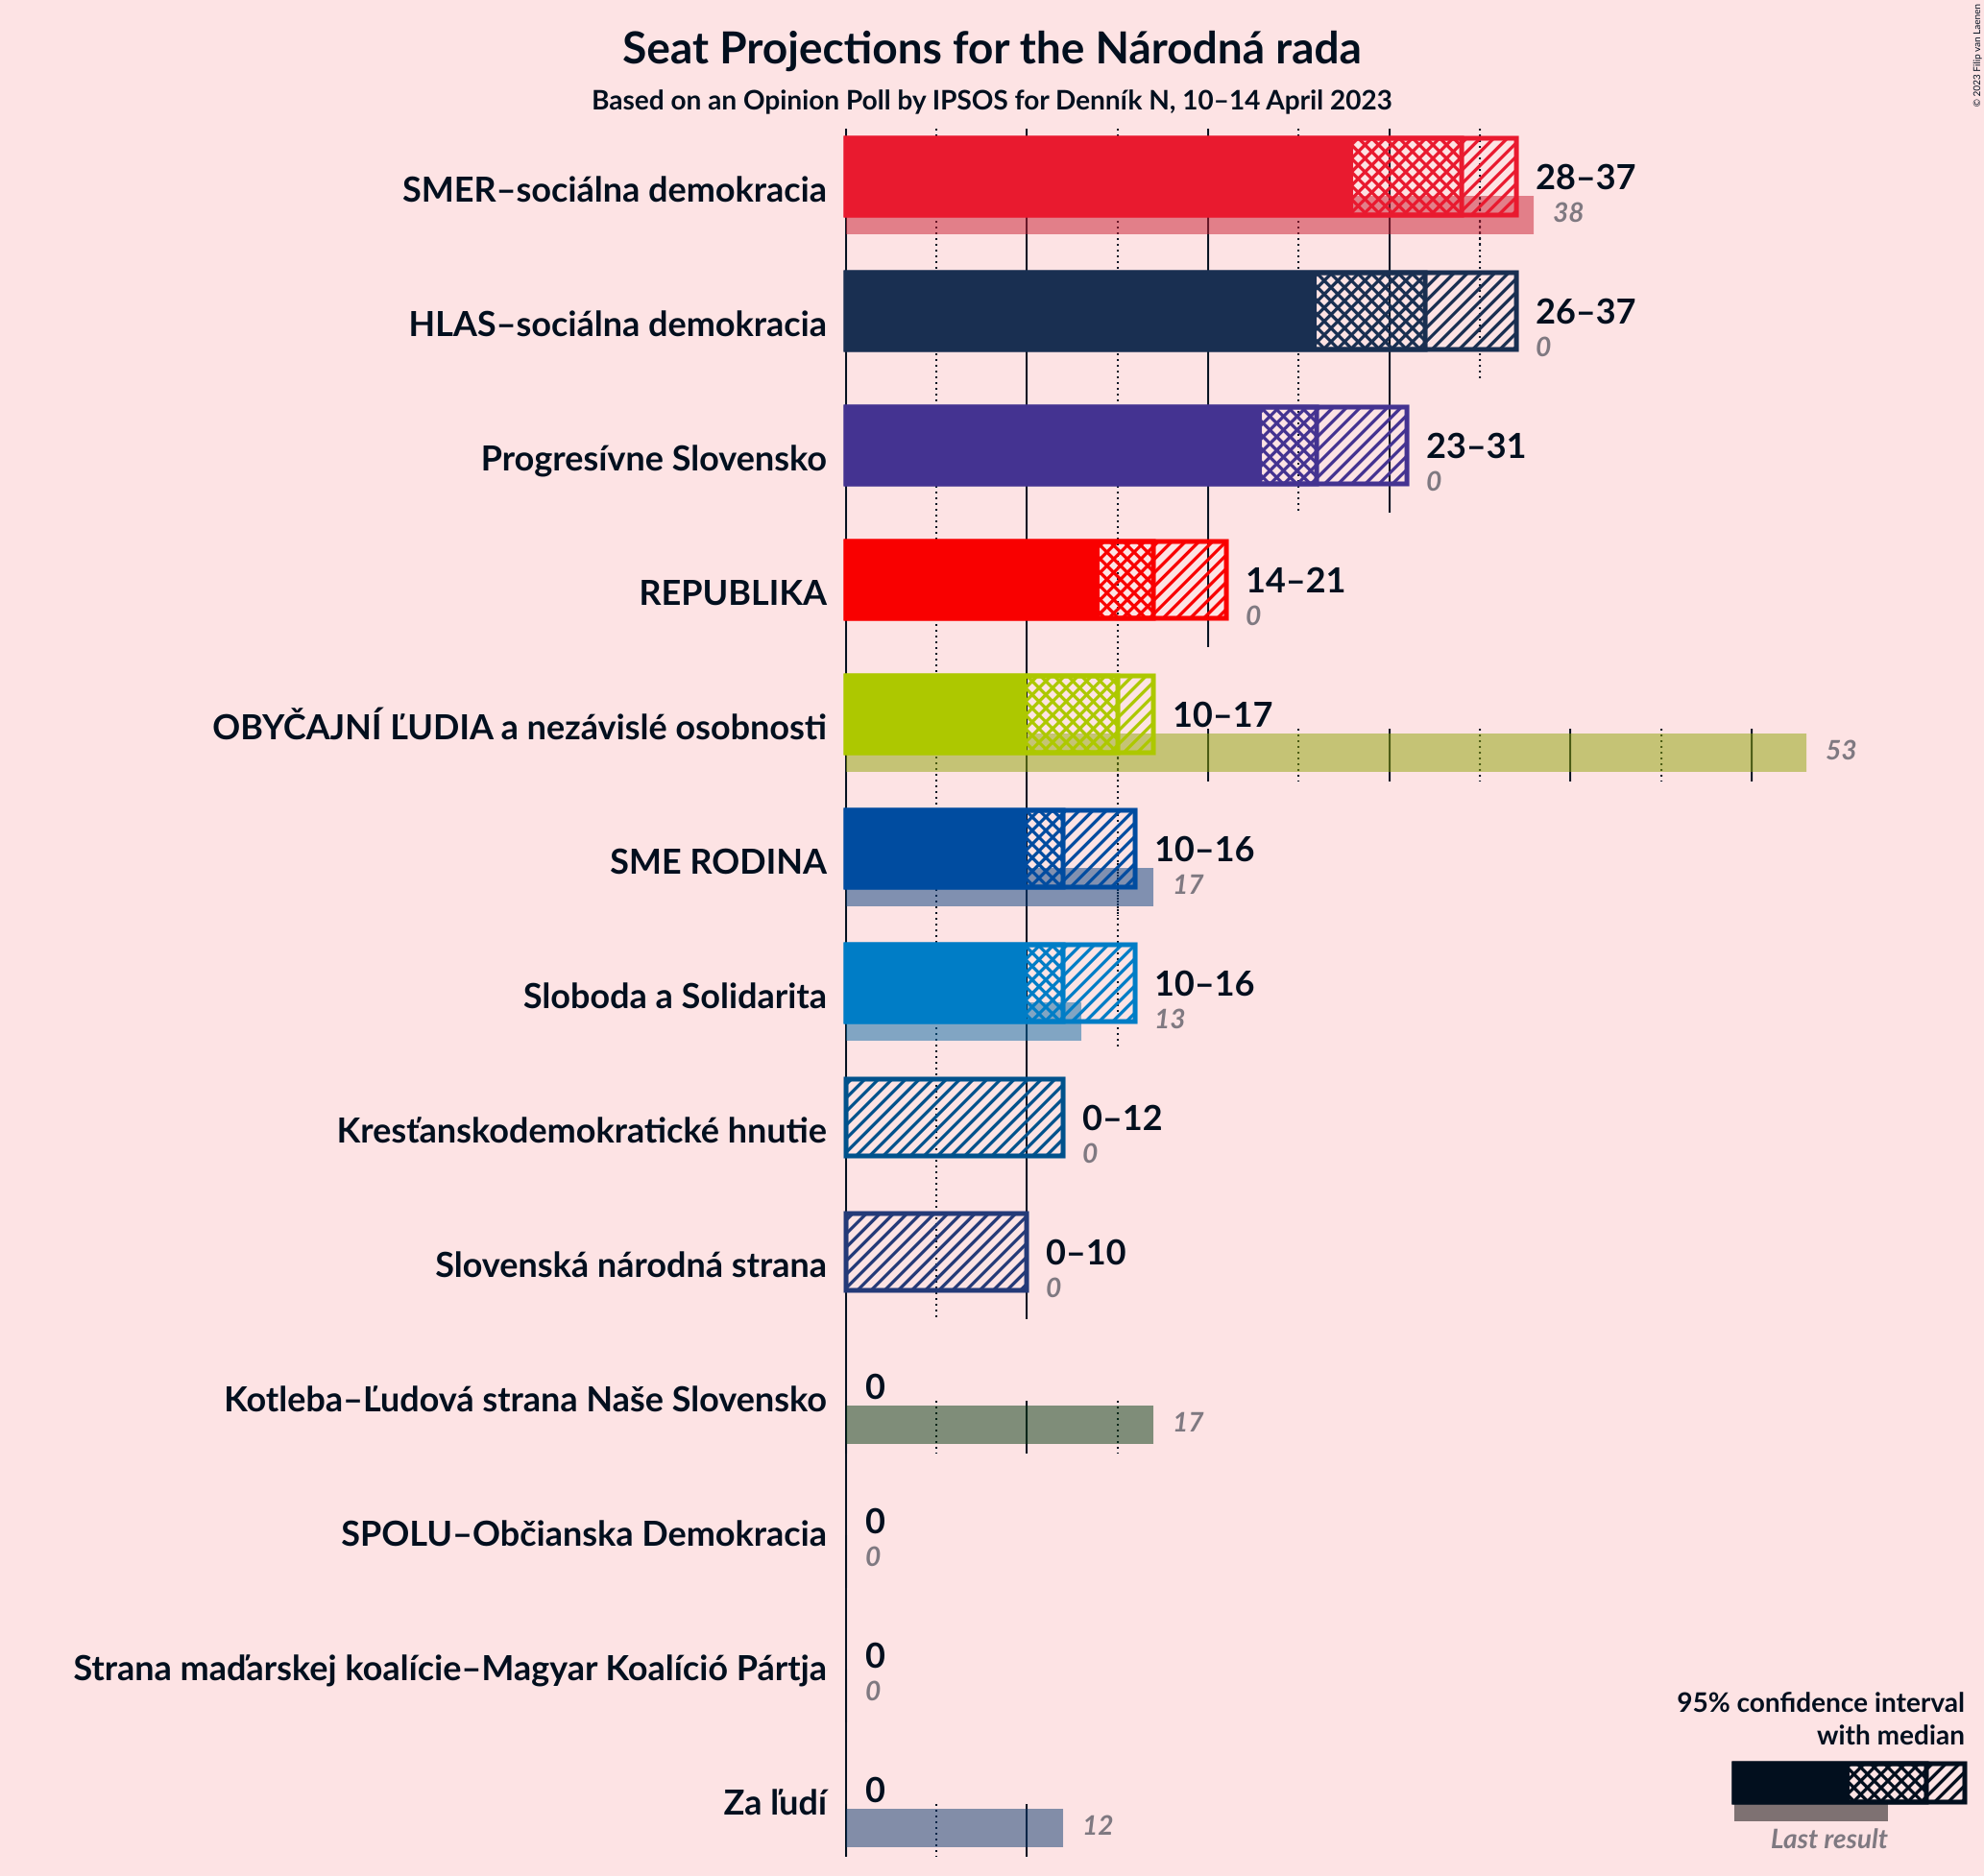 Seat Projections for the Národná rada
Based on an Opinion Poll by IPSOS for Denník N, 10–14 April 2023
© 2023 Filip van Laenen
SMER–sociálna demokracia
28–37
38
HLAS–sociálna demokracia
26–37
0
Progresívne Slovensko
23–31
0
REPUBLIKA
14–21
0
OBYČAJNÍ ĽUDIA a nezávislé osobnosti
10–17
53
SME RODINA
10–16
17
Sloboda a Solidarita
10–16
13
Kresťanskodemokratické hnutie
0–12
0
Slovenská národná strana
0–10
0
Kotleba–Ľudová strana Naše Slovensko
0
17
SPOLU–Občianska Demokracia
0
0
Strana maďarskej koalície–Magyar Koalíció Pártja
0
0
Za ľudí
0
12
95% confidence interval
with median
Last result